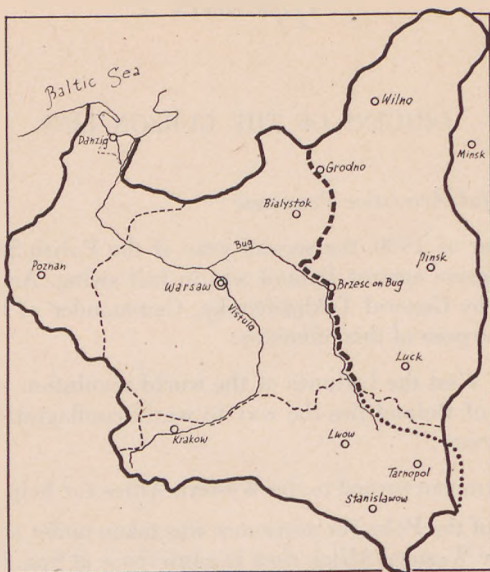 Baltic Sea
Wilno
Danzig
Minsk
Grodno
Bialystok
Bug
Pinsk
Poznan
Warsaw
Brzesc on Bug
Vistula
Luck
Krakow
Lwow
Tarnopol
Stanislawow